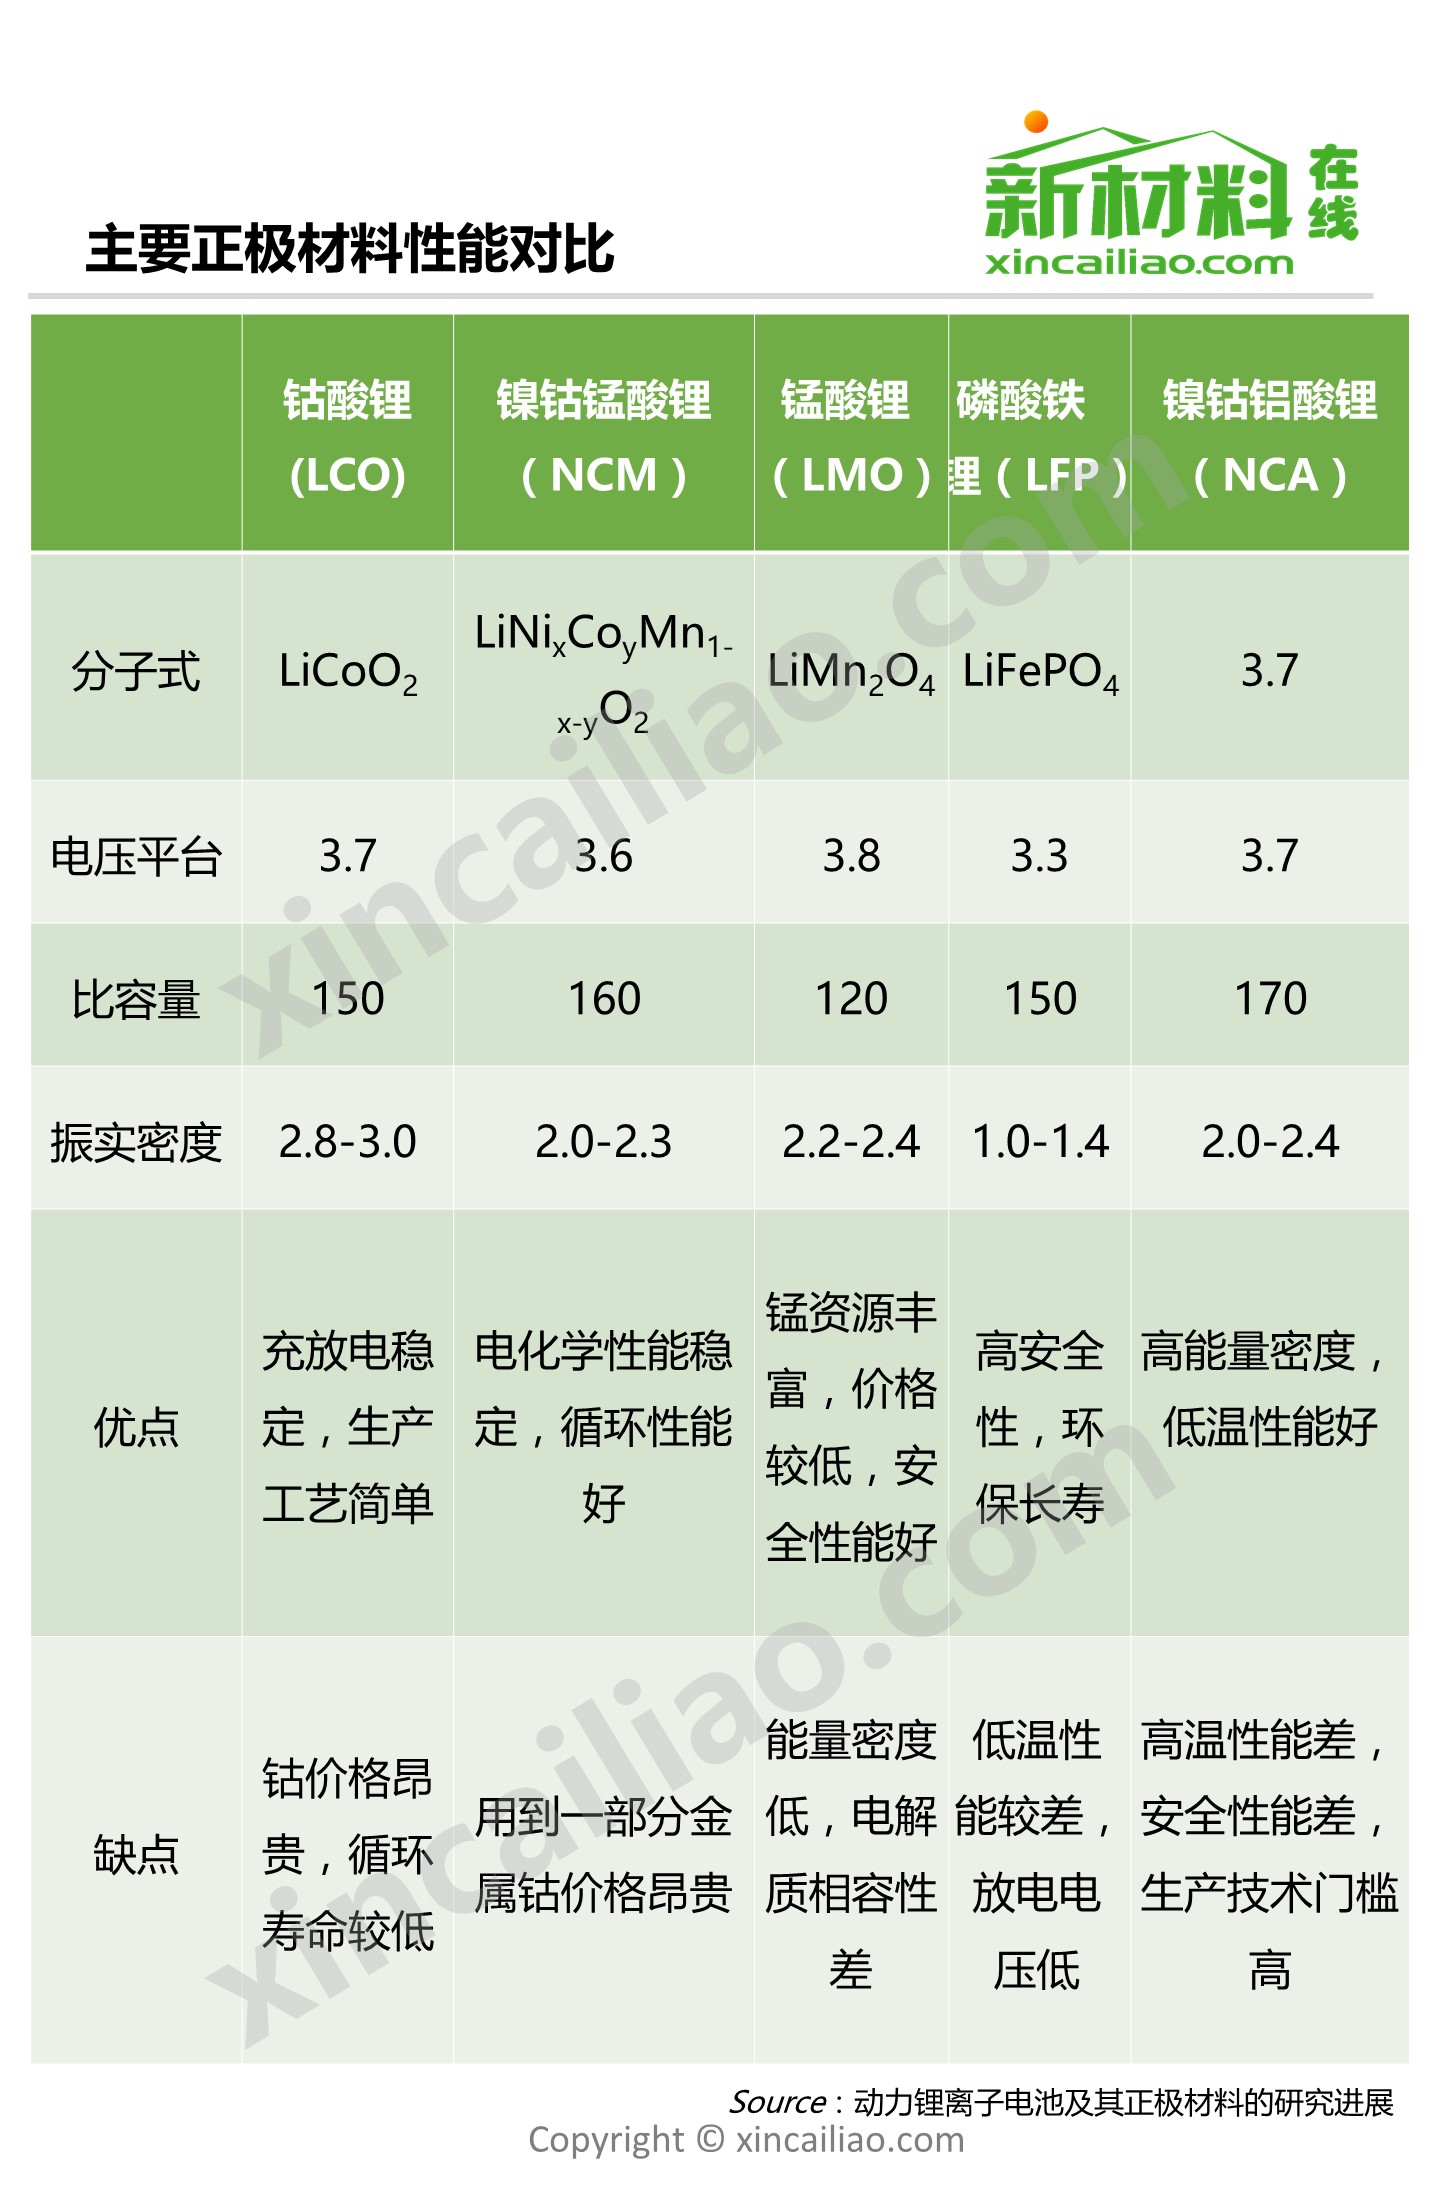 新材料在线
xincailiao.com
主要正极材料性能对比
钴酸锂
(LCO)
镍钴锰酸锂
（NCM）
锰酸锂
（LMO）
磷酸铁
锂（LFP）
镍钴铝酸锂
（NCA）
分子式
LiCoO₂
LiNiₓCoyMn₁₋
ₓ₋yO₂
LiMn₂O₄
LiFePO₄
3.7
电压平台
3.7
3.6
3.8
3.3
3.7
比容量
150
160
120
150
170
振实密度
2.8-3.0
2.0-2.3
2.2-2.4
1.0-1.4
2.0-2.4
优点
充放电稳
定，生产
工艺简单
电化学性能稳
定，循环性能
好
锰资源丰
富，价格
较低，安
全性能好
高安全
性，环
保长寿
高能量密度，
低温性能好
缺点
钴价格昂
贵，循环
寿命较低
用到一部分金
属钴价格昂贵
能量密度
低，电解
质相容性
差
低温性
能较差，
放电电
压低
高温性能差，
安全性能差，
生产技术门槛
高
xincailiao.com
xincailiao.com
Source：动力锂离子电池及其正极材料的研究进展
Copyright © xincailiao.com